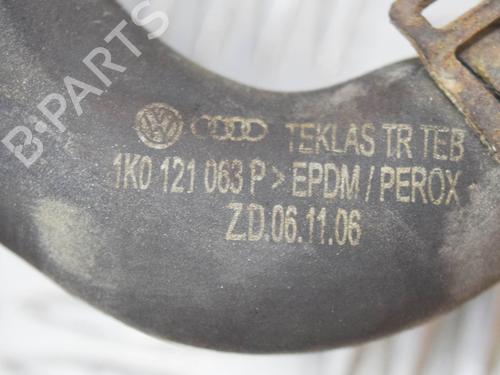 TEKLAS TR TEB
1K0 121 063 P > EPDM / PEROX
Z.D.06.11.06
B-Parts